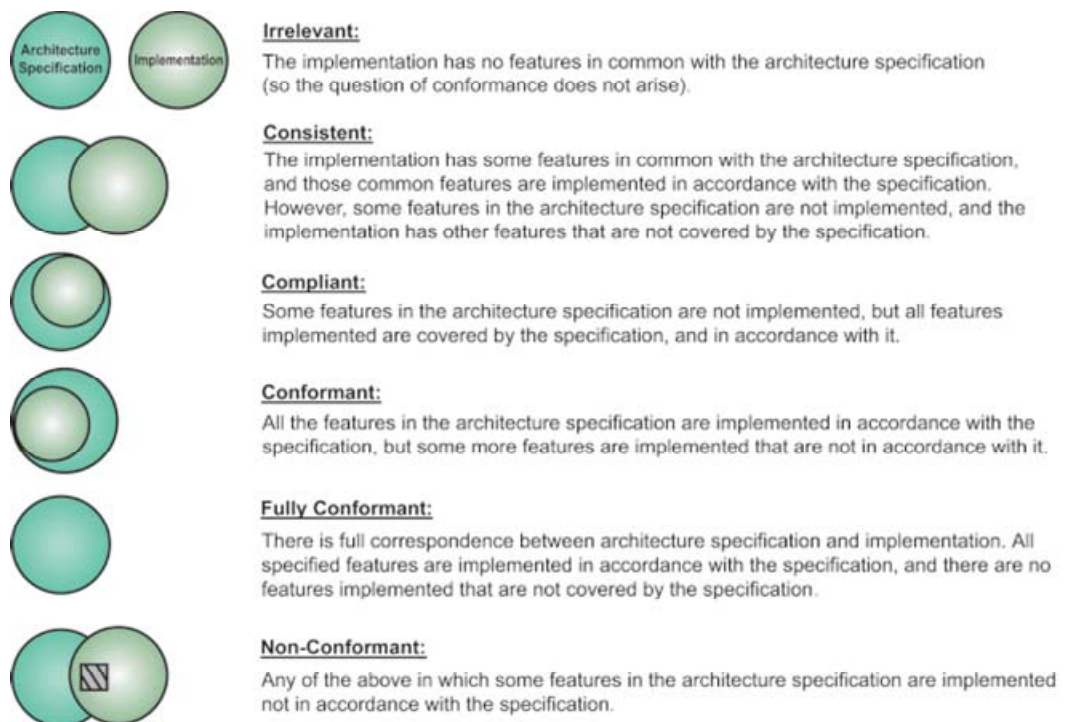 Architecture
Specification
Implementation
Irrelevant:
The implementation has no features in common with the architecture specification
(so the question of conformance does not arise).
Consistent:
The implementation has some features in common with the architecture specification,
and those common features are implemented in accordance with the specification.
However, some features in the architecture specification are not implemented, and the
implementation has other features that are not covered by the specification.
Compliant:
Some features in the architecture specification are not implemented, but all features
implemented are covered by the specification, and in accordance with it.
Conformant:
All the features in the architecture specification are implemented in accordance with the
specification, but some more features are implemented that are not in accordance with it.
Fully Conformant:
There is full correspondence between architecture specification and implementation. All
specified features are implemented in accordance with the specification, and there are no
features implemented that are not covered by the specification.
Non-Conformant:
Any of the above in which some features in the architecture specification are implemented
not in accordance with the specification.